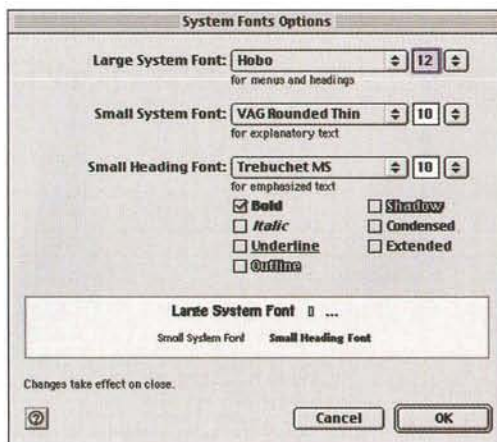 System Fonts Options
Large System Font: Hobo 12
for menus and headings
Small System Font: VAG Rounded Thin 10
for explanatory text
Small Heading Font: Trebuchet MS 10
for emphasized text
Bold Shadow
Italic Condensed
Underline Extended
Outline
Large System Font ▯ ...
Small System Font Small Heading Font
Changes take effect on close.
? Cancel OK